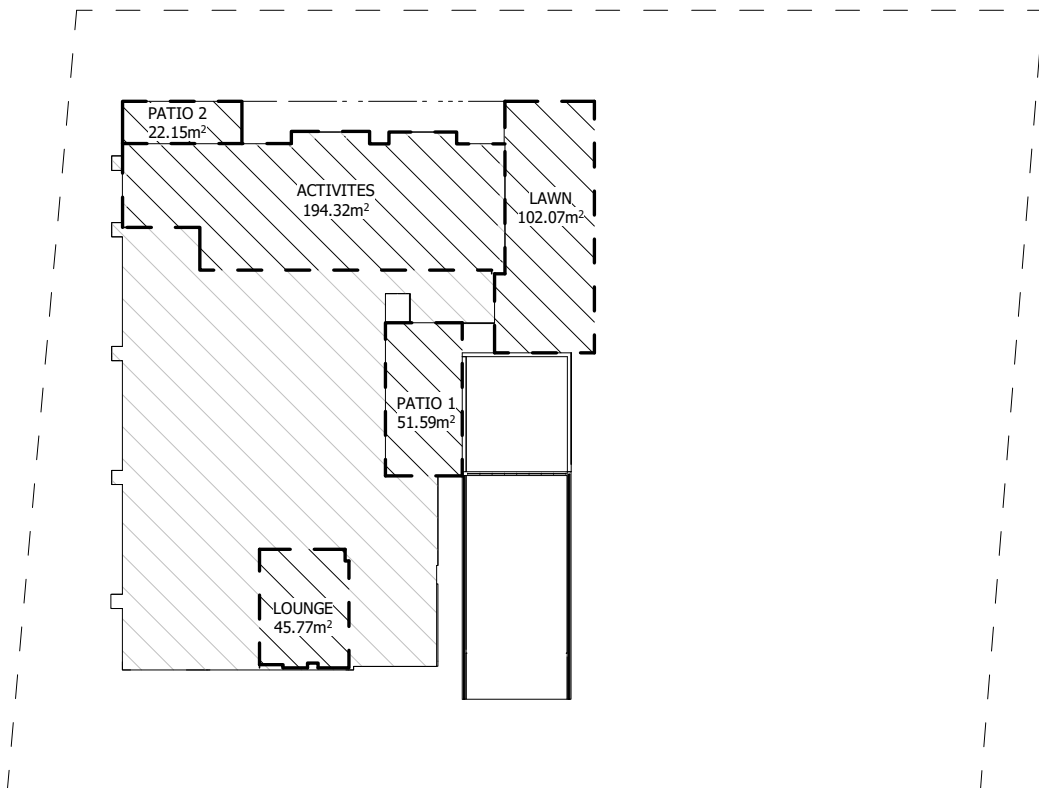 PATIO 2
22.15m²
ACTIVITES
194.32m²
LAWN
102.07m²
PATIO 1
51.59m²
LOUNGE
45.77m²